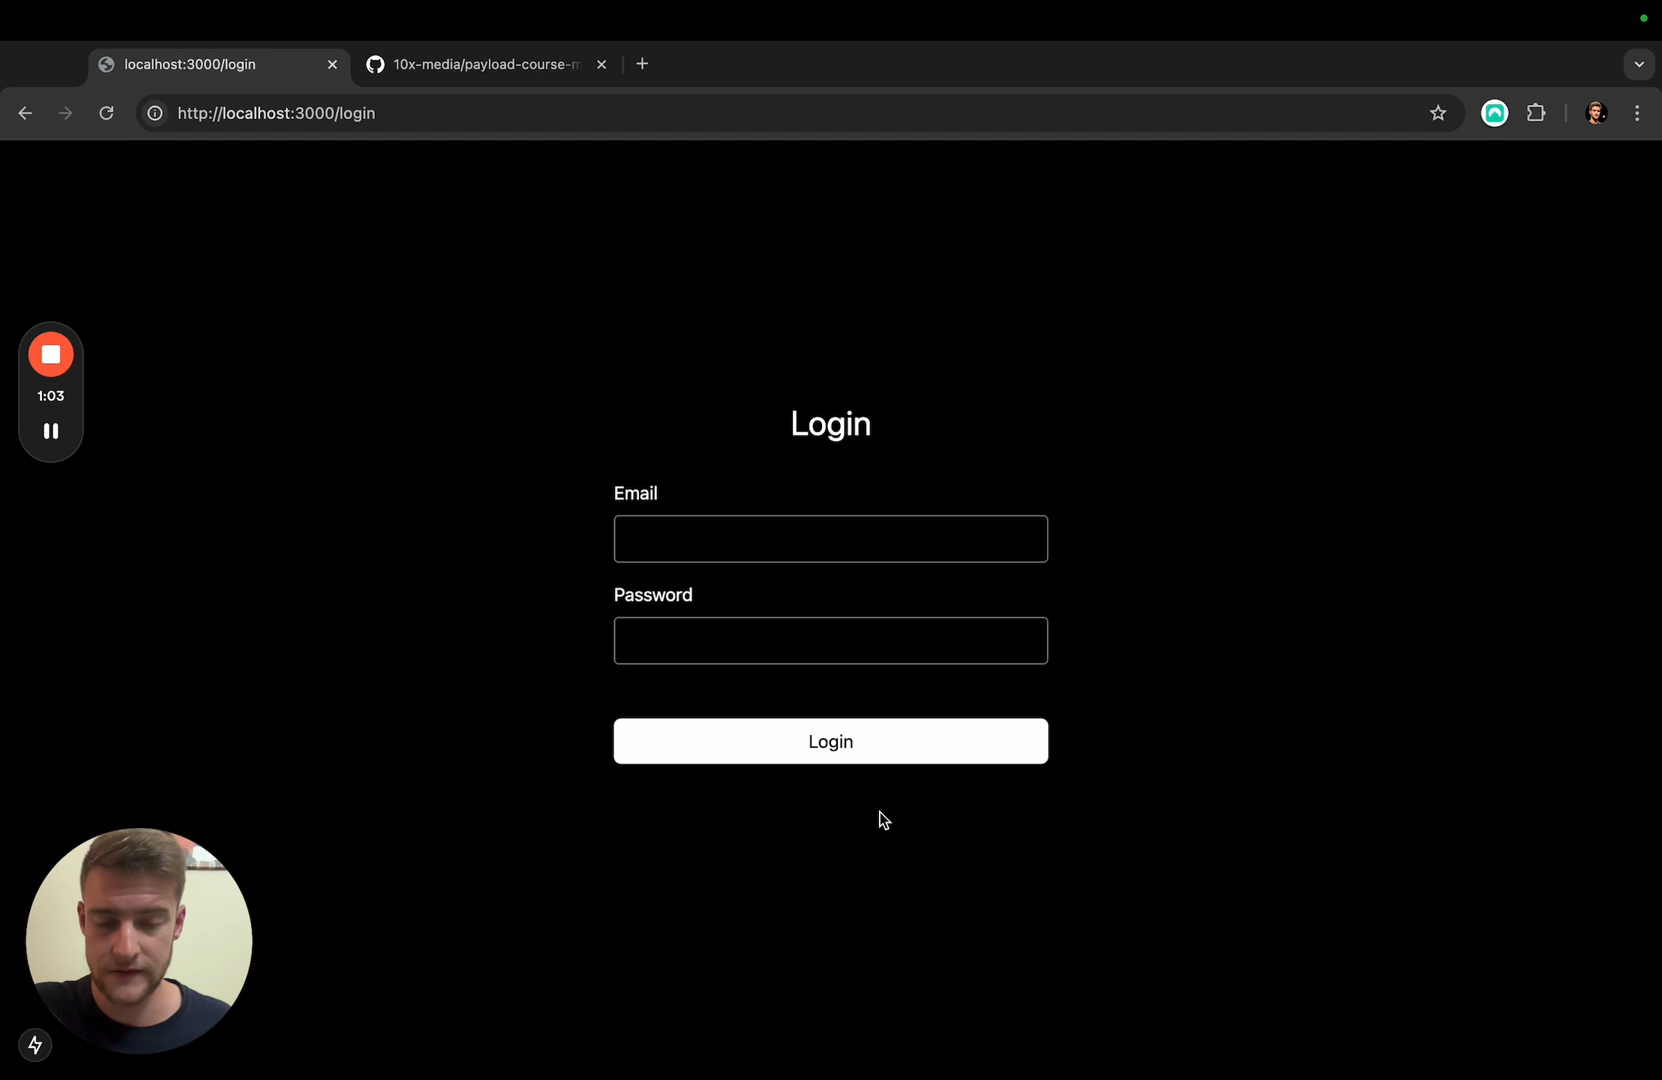 localhost:3000/login
10x-media/payload-course-m
http://localhost:3000/login
1:03
Login
Email
Password
Login